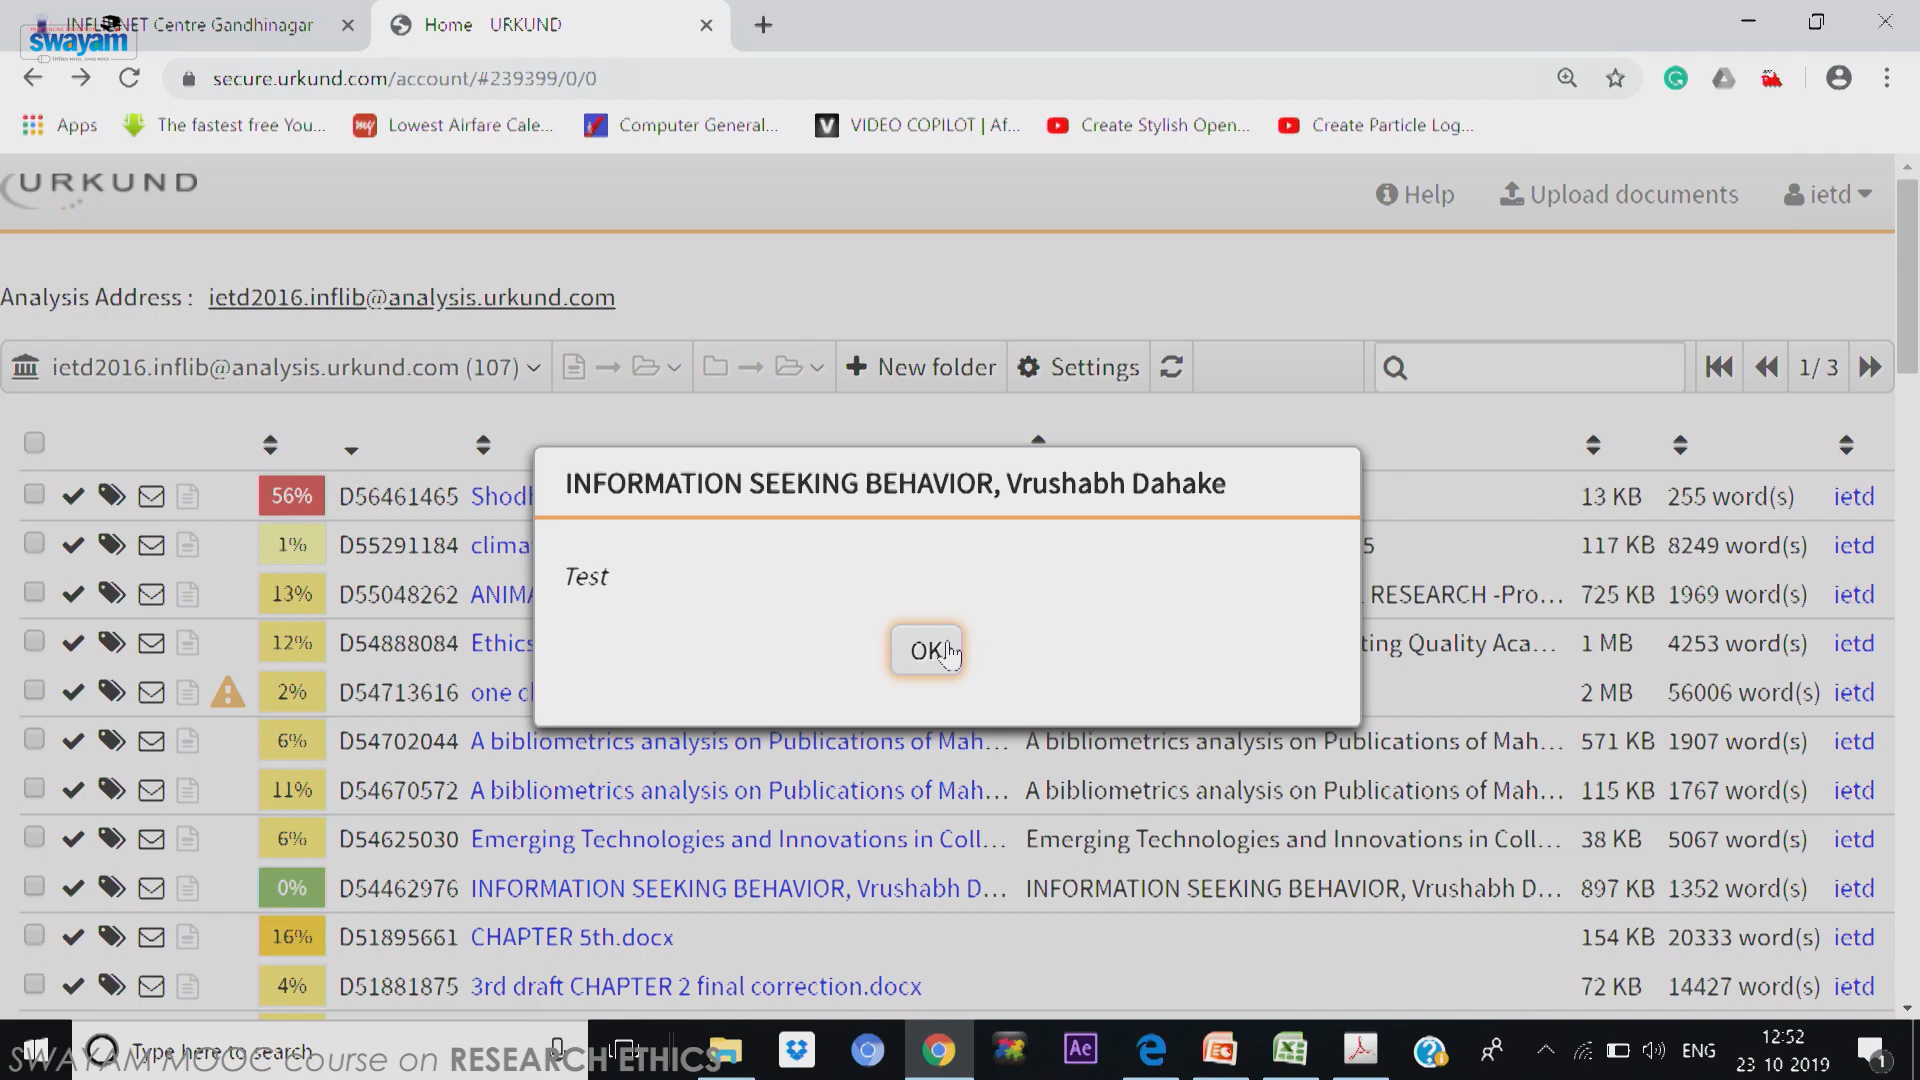 INFLIBNET Centre Gandhinagar
Home URKUND
swayam
secure.urkund.com/account/#239399/0/0
Apps
The fastest free You...
Lowest Airfare Cale...
Computer General...
VIDEO COPILOT | Af...
Create Stylish Open...
Create Particle Log...
URKUND
Help
Upload documents
ietd
Analysis Address : ietd2016.inflib@analysis.urkund.com
ietd2016.inflib@analysis.urkund.com (107)
New folder
Settings
1/ 3
INFORMATION SEEKING BEHAVIOR, Vrushabh Dahake
Test
OK
56% D56461465 Shodh 13 KB 255 word(s) ietd
1% D55291184 clima 5 117 KB 8249 word(s) ietd
13% D55048262 ANIMA RESEARCH -Pro... 725 KB 1969 word(s) ietd
12% D54888084 Ethics ting Quality Aca... 1 MB 4253 word(s) ietd
2% D54713616 one cl 2 MB 56006 word(s) ietd
6% D54702044 A bibliometrics analysis on Publications of Mah... A bibliometrics analysis on Publications of Mah... 571 KB 1907 word(s) ietd
11% D54670572 A bibliometrics analysis on Publications of Mah... A bibliometrics analysis on Publications of Mah... 115 KB 1767 word(s) ietd
6% D54625030 Emerging Technologies and Innovations in Coll... Emerging Technologies and Innovations in Coll... 38 KB 5067 word(s) ietd
0% D54462976 INFORMATION SEEKING BEHAVIOR, Vrushabh D... INFORMATION SEEKING BEHAVIOR, Vrushabh D... 897 KB 1352 word(s) ietd
16% D51895661 CHAPTER 5th.docx 154 KB 20333 word(s) ietd
4% D51881875 3rd draft CHAPTER 2 final correction.docx 72 KB 14427 word(s) ietd
Type here to search
SWAYAM MOOC course on RESEARCH ETHICS
Ae
ENG
12:52
23 10 2019
1